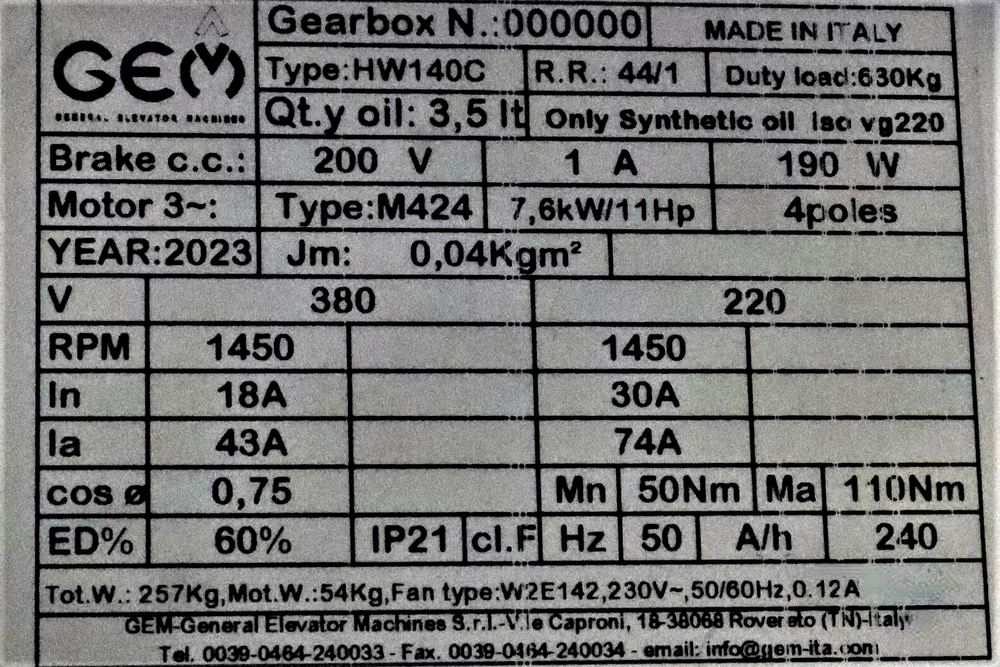 GEM
GENERAL ELEVATOR MACHINES
Gearbox N.:000000 MADE IN ITALY
Type:HW140C R.R.: 44/1 Duty load:630Kg
Qt.y oil: 3,5 lt Only Synthetic oil Iso vg220
Brake c.c.: 200 V 1 A 190 W
Motor 3~: Type:M424 7,6kW/11Hp 4poles
YEAR:2023 Jm: 0,04Kgm²
V 380 220
RPM 1450 1450
In 18A 30A
Ia 43A 74A
cos ø 0,75 Mn 50Nm Ma 110Nm
ED% 60% IP21 cl.F Hz 50 A/h 240
Tot.W.: 257Kg,Mot.W.:54Kg,Fan type:W2E142,230V~,50/60Hz,0.12A
GEM-General Elevator Machines S.r.l.-V.le Caproni, 18-38068 Rovereto (TN)-Italy
Tel. 0039-0464-240033 - Fax. 0039-0464-240034 - email: info@gem-ita.com